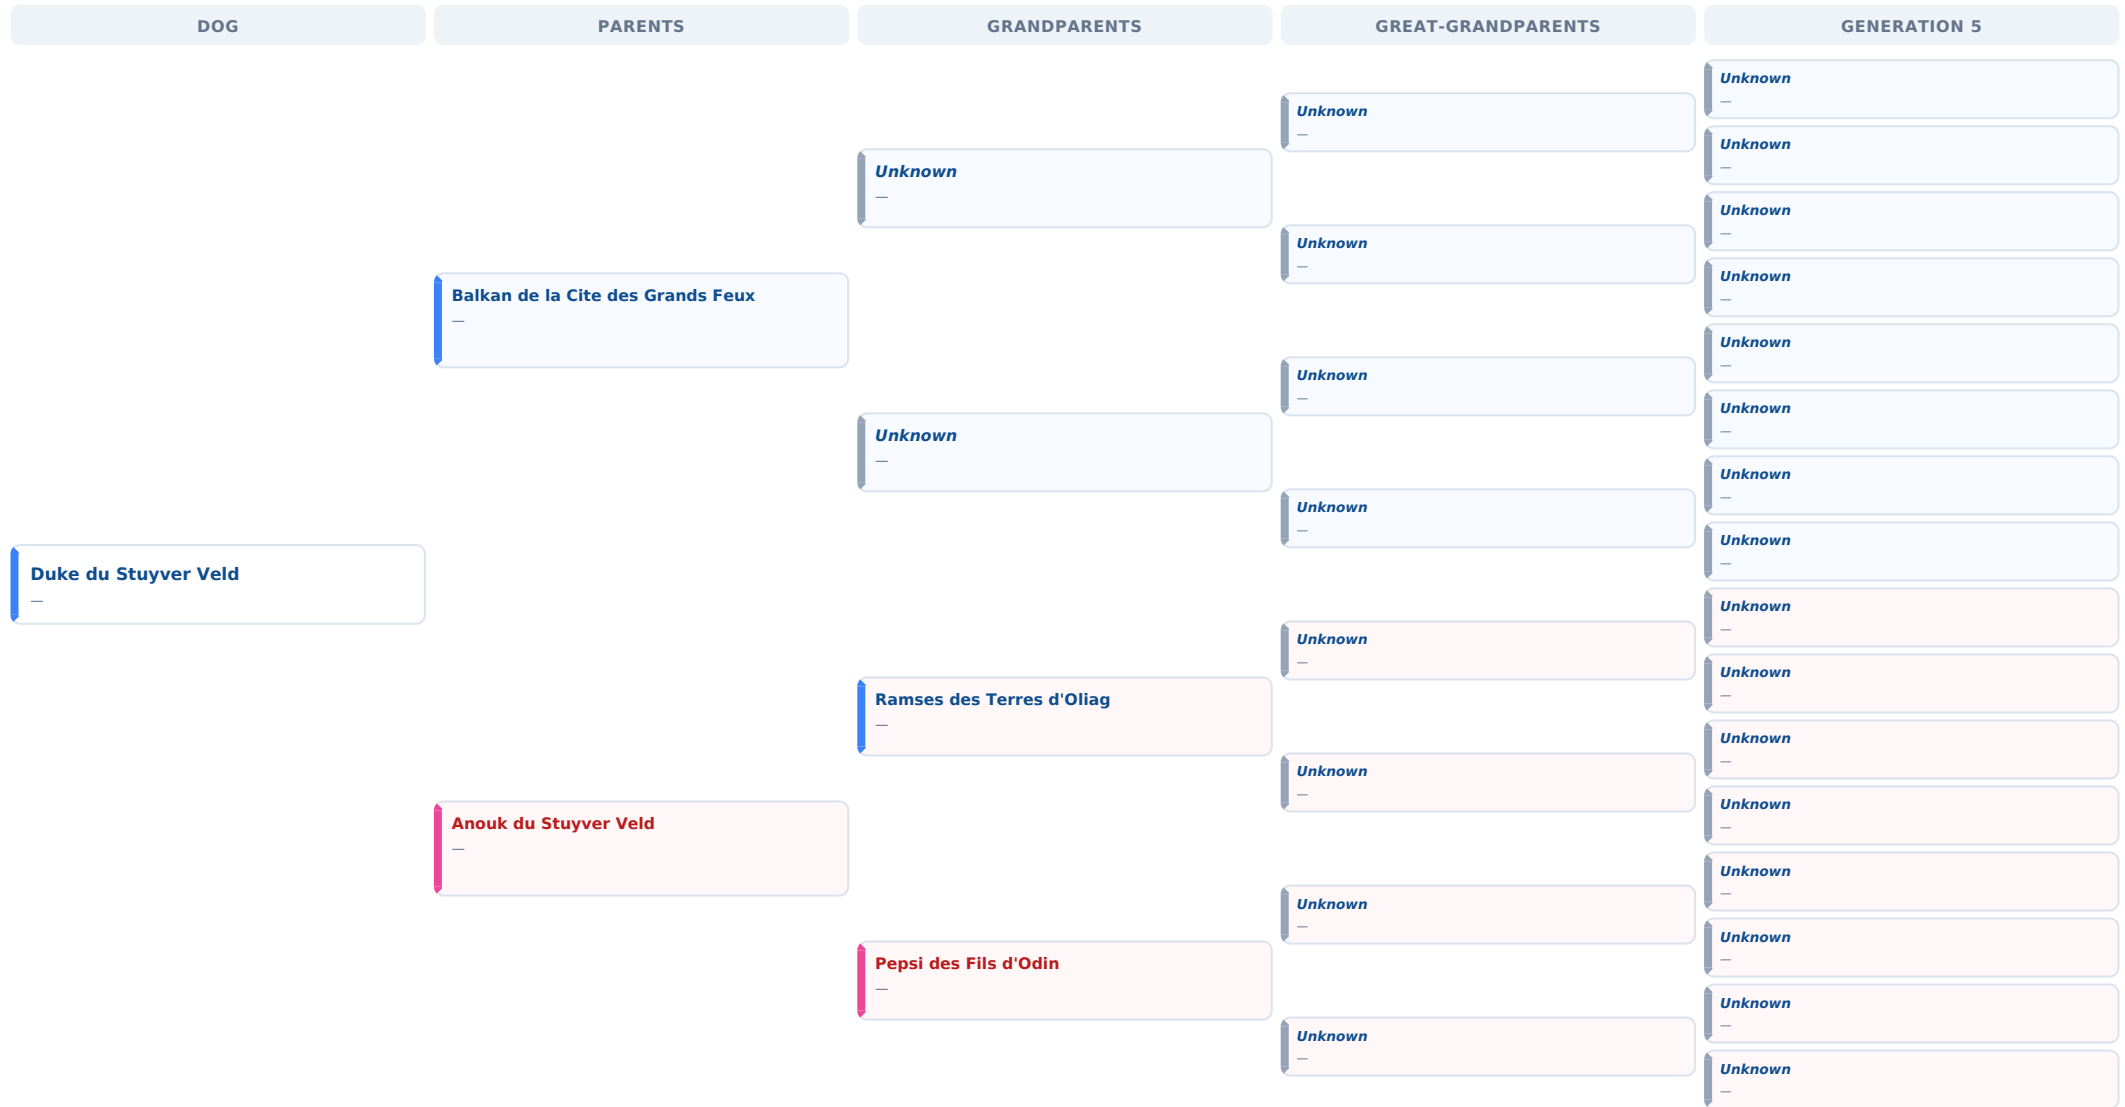 DOG
PARENTS
GRANDPARENTS
GREAT-GRANDPARENTS
GENERATION 5
Duke du Stuyver Veld
—
Balkan de la Cite des Grands Feux
—
Anouk du Stuyver Veld
—
Unknown
—
Unknown
—
Ramses des Terres d'Oliag
—
Pepsi des Fils d'Odin
—
Unknown
—
Unknown
—
Unknown
—
Unknown
—
Unknown
—
Unknown
—
Unknown
—
Unknown
—
Unknown
—
Unknown
—
Unknown
—
Unknown
—
Unknown
—
Unknown
—
Unknown
—
Unknown
—
Unknown
—
Unknown
—
Unknown
—
Unknown
—
Unknown
—
Unknown
—
Unknown
—
Unknown
—